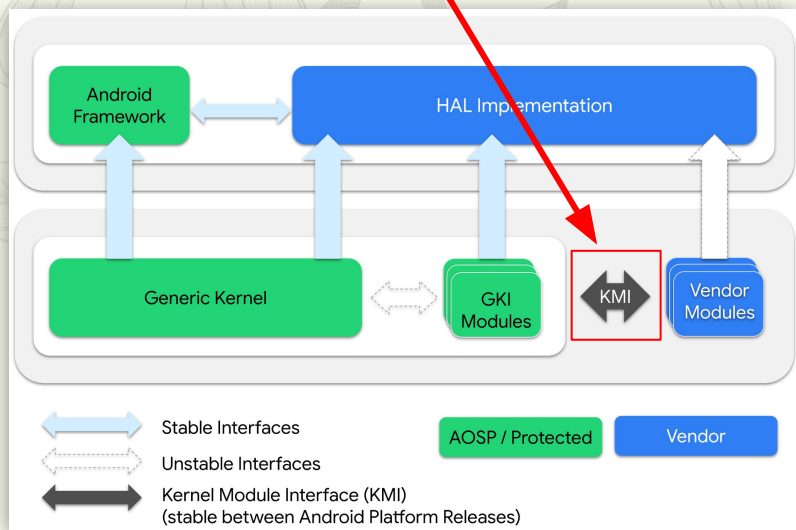 Android
Framework
HAL Implementation
Generic Kernel
GKI
Modules
KMI
Vendor
Modules
Stable Interfaces
Unstable Interfaces
Kernel Module Interface (KMI)
(stable between Android Platform Releases)
AOSP / Protected
Vendor